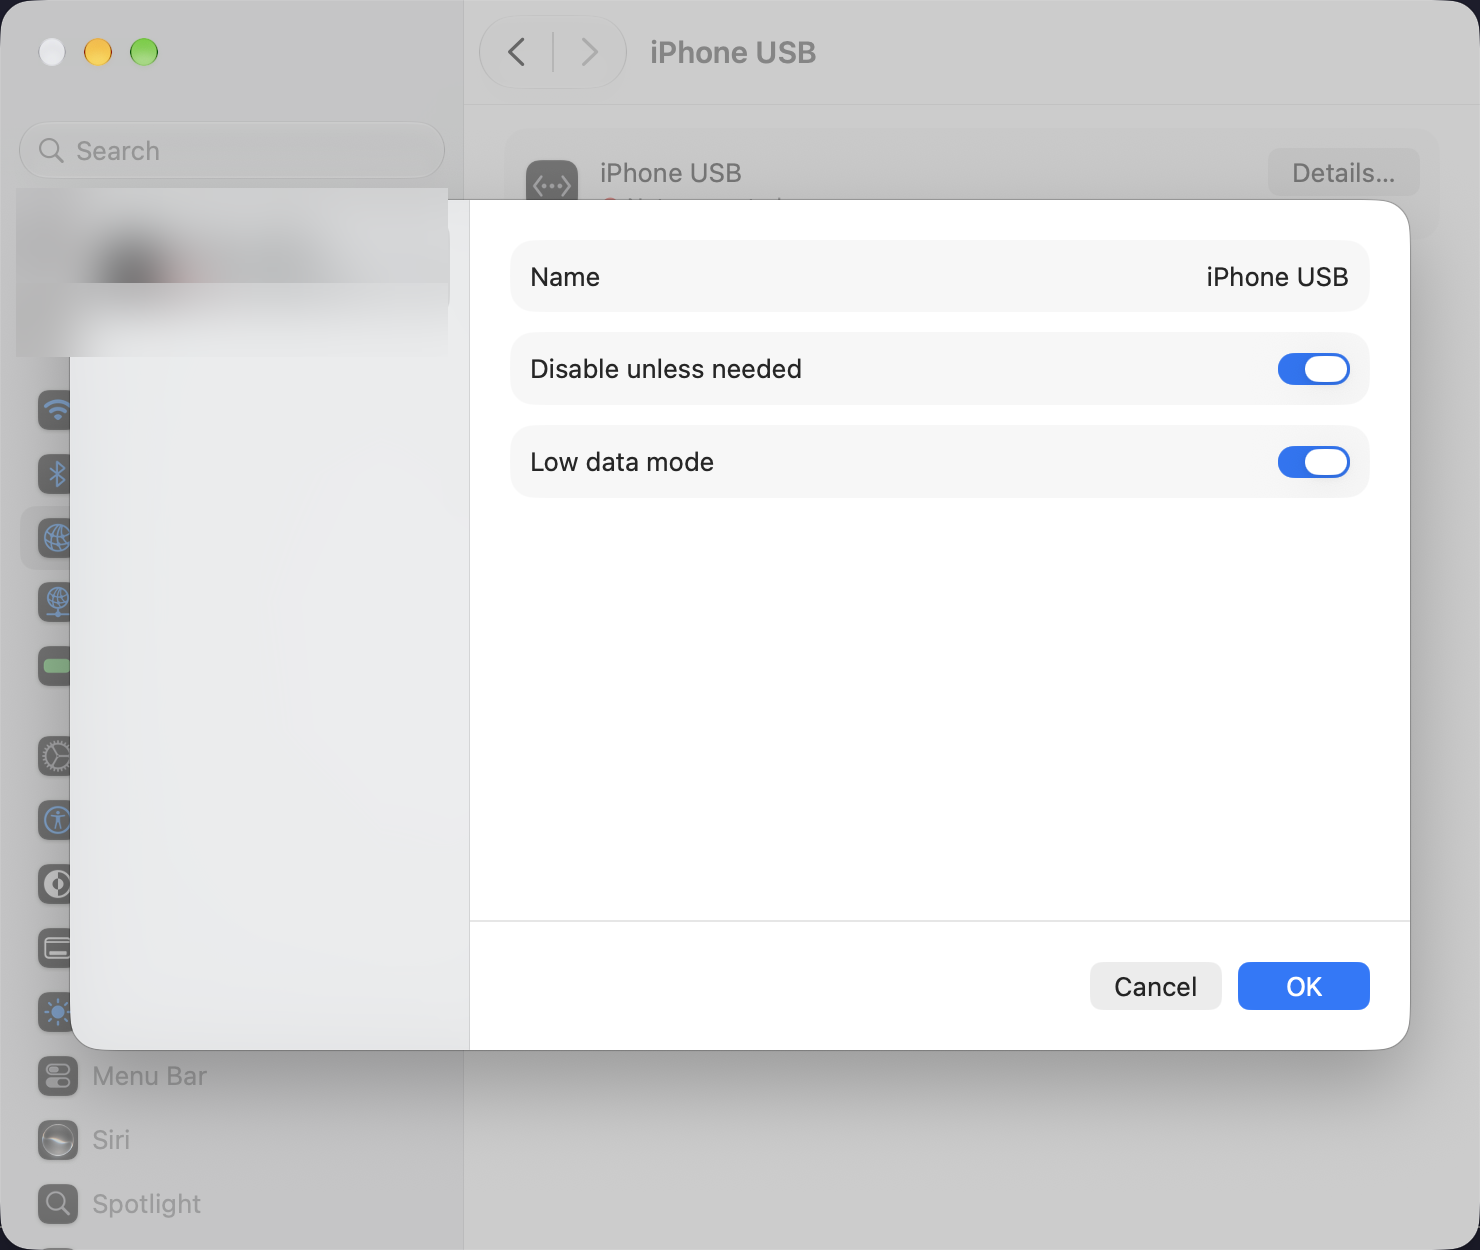 iPhone USB
Search
iPhone USB
Details...
Name
iPhone USB
Disable unless needed
Low data mode
Cancel
OK
Menu Bar
Siri
Spotlight